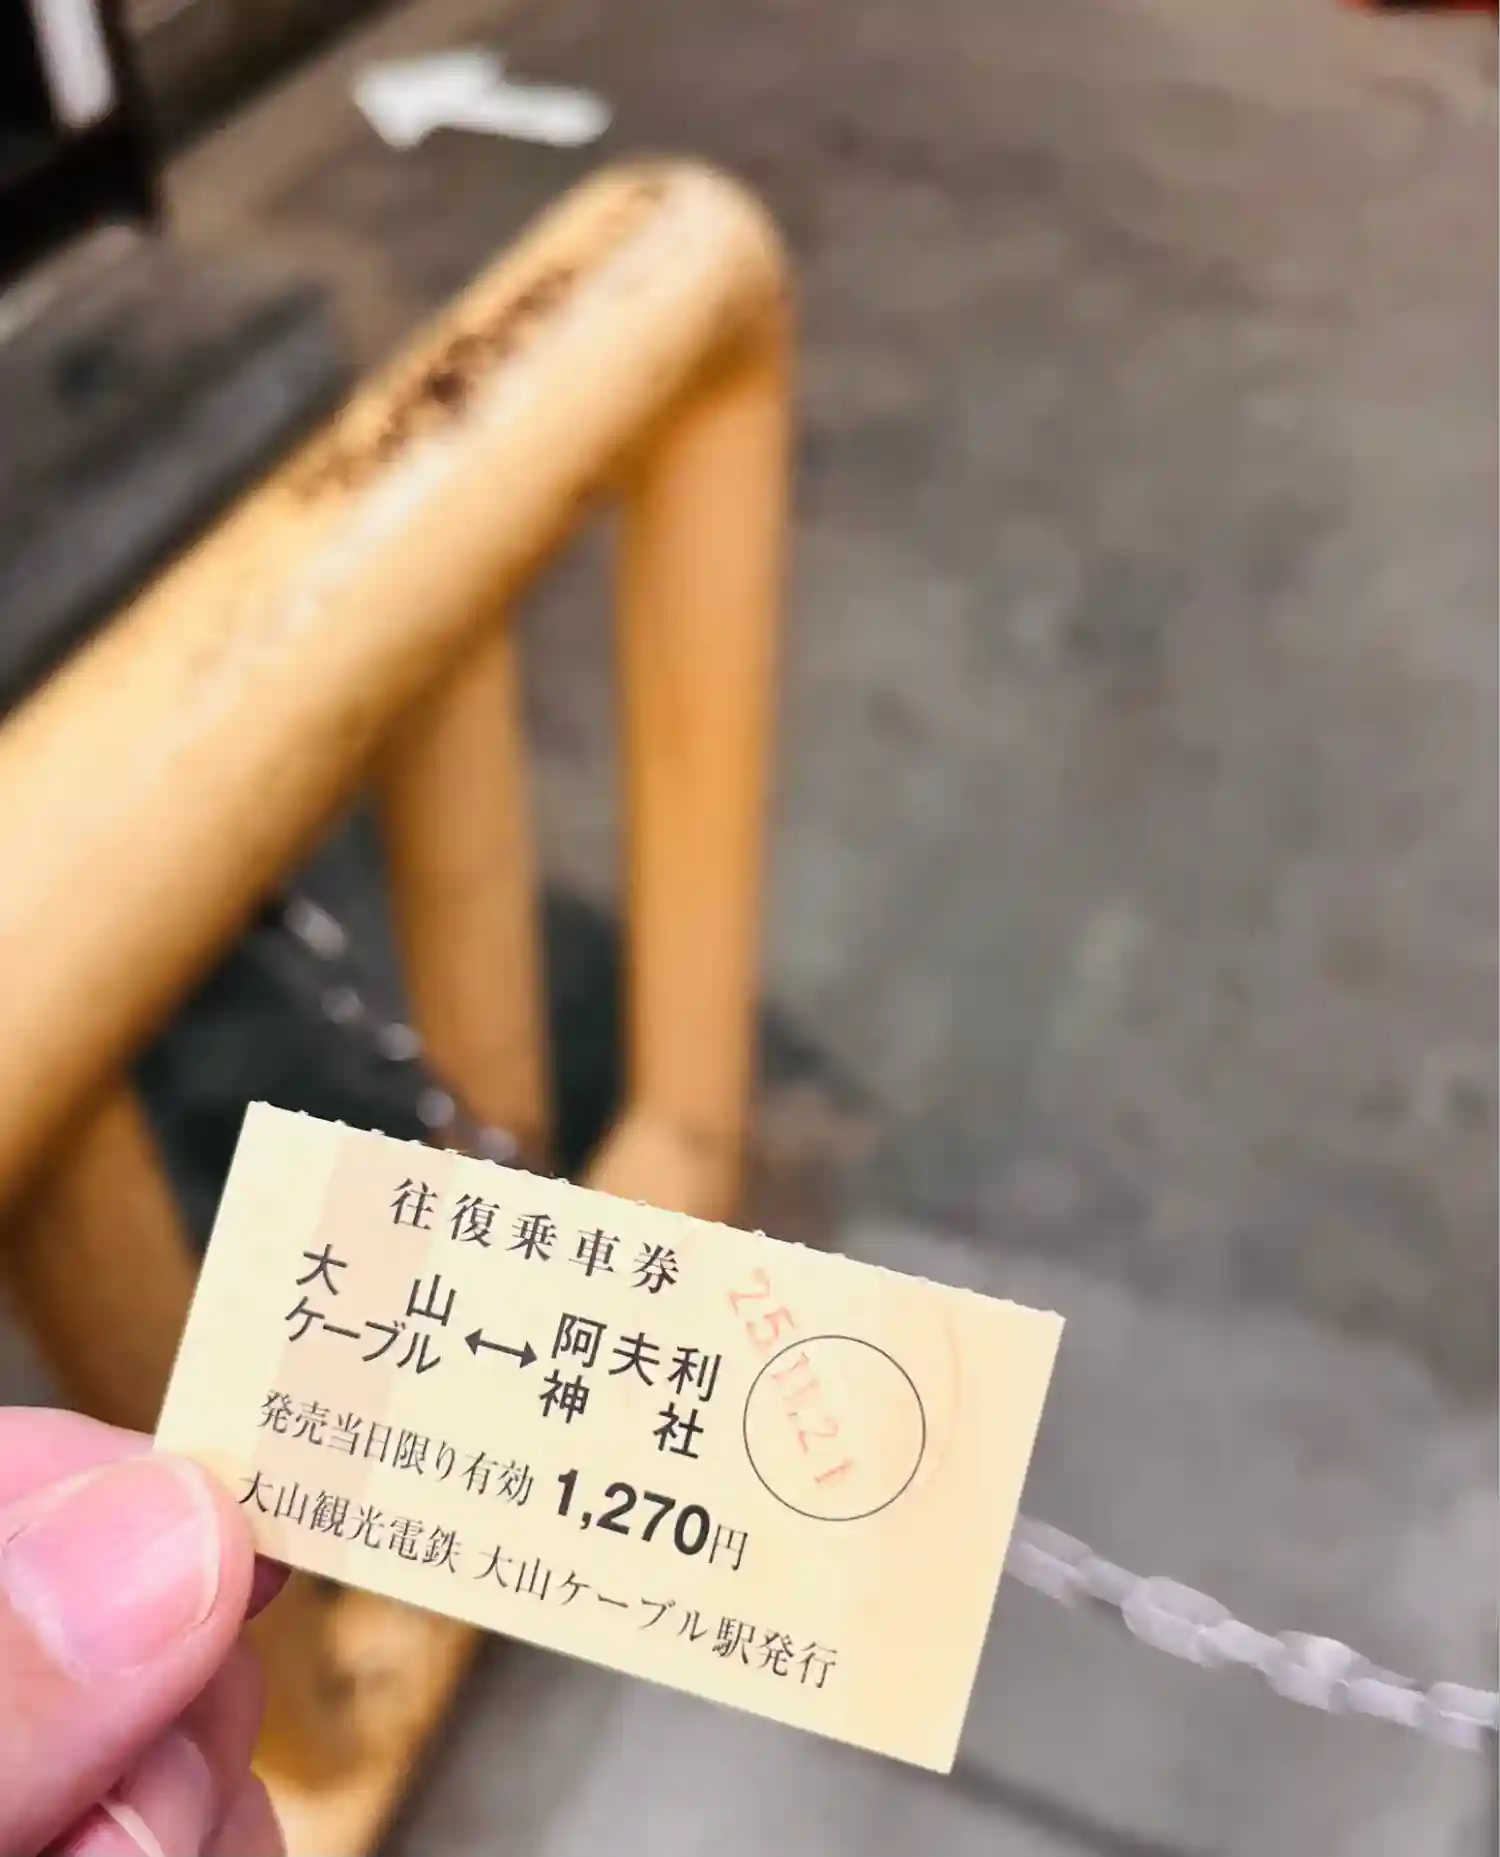 往復乗車券
大山ケーブル↔阿夫利神社
25.11.21
発売当日限り有効 1,270円
大山観光電鉄 大山ケーブル駅発行